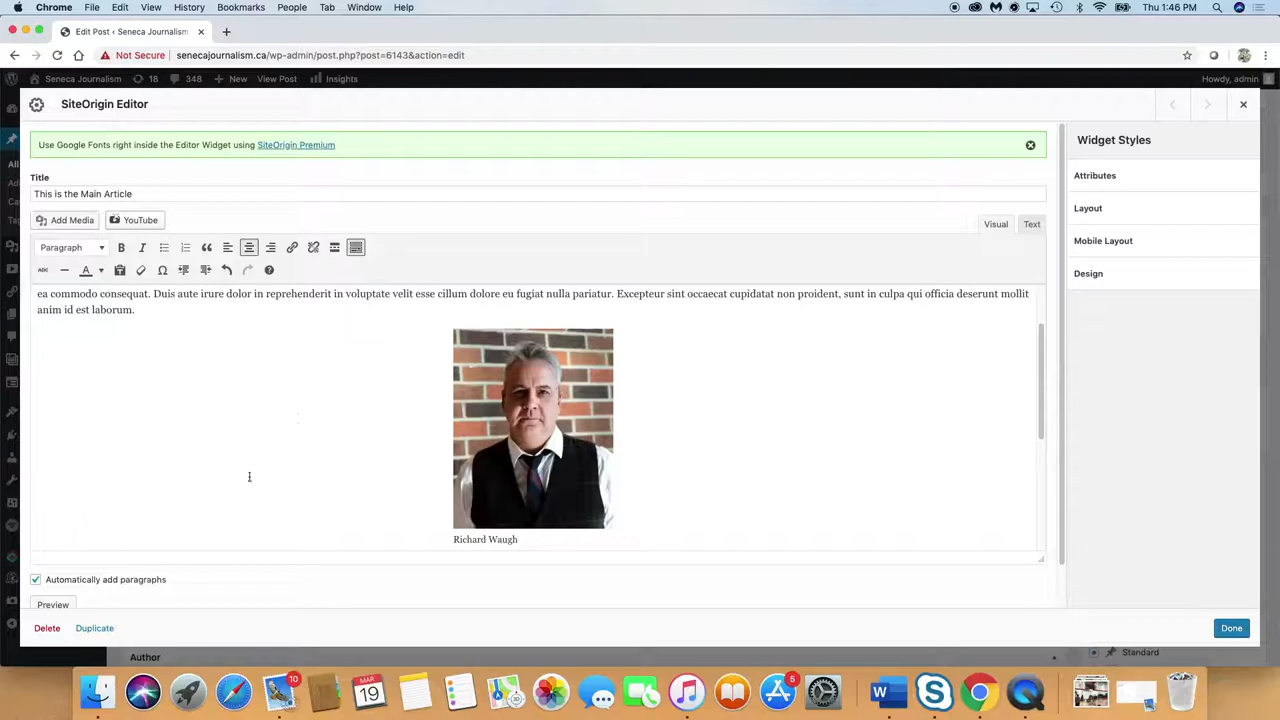 Chrome File Edit View History Bookmarks People Tab Window Help Thu 1:46 PM
Edit Post ‹ Seneca Journalism
Not Secure senecajournalism.ca/wp-admin/post.php?post=6143&action=edit
Seneca Journalism 18 348 + New View Post Insights Howdy, admin
SiteOrigin Editor
Use Google Fonts right inside the Editor Widget using SiteOrigin Premium
Widget Styles
Title
This is the Main Article
Attributes
Add Media YouTube
Visual Text
Layout
Paragraph B I
Mobile Layout
ABC A Ω
Design
ea commodo consequat. Duis aute irure dolor in reprehenderit in voluptate velit esse cillum dolore eu fugiat nulla pariatur. Excepteur sint occaecat cupidatat non proident, sunt in culpa qui officia deserunt mollit
anim id est laborum.
Richard Waugh
Automatically add paragraphs
Preview
Delete Duplicate Done
Author Standard
10 MAR 19 5 W